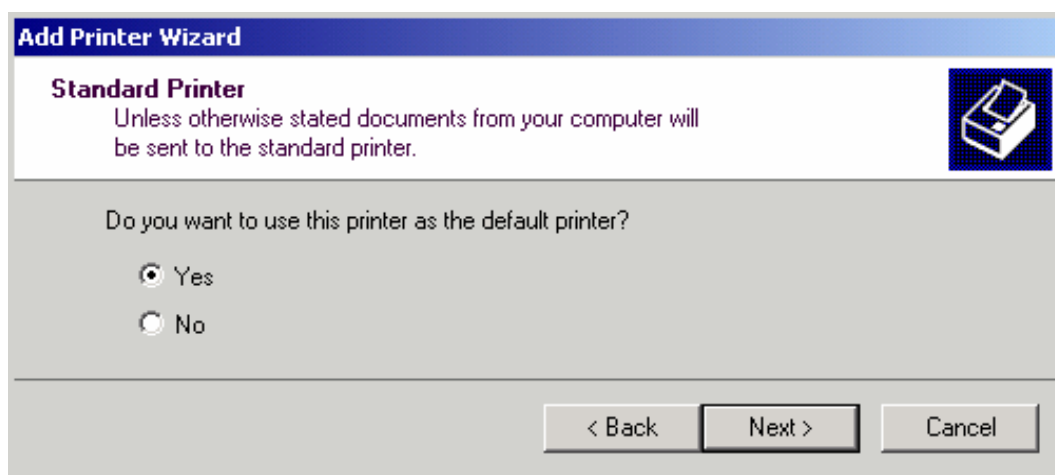 Add Printer Wizard
Standard Printer
Unless otherwise stated documents from your computer will
be sent to the standard printer.
Do you want to use this printer as the default printer?
Yes
No
< Back Next > Cancel